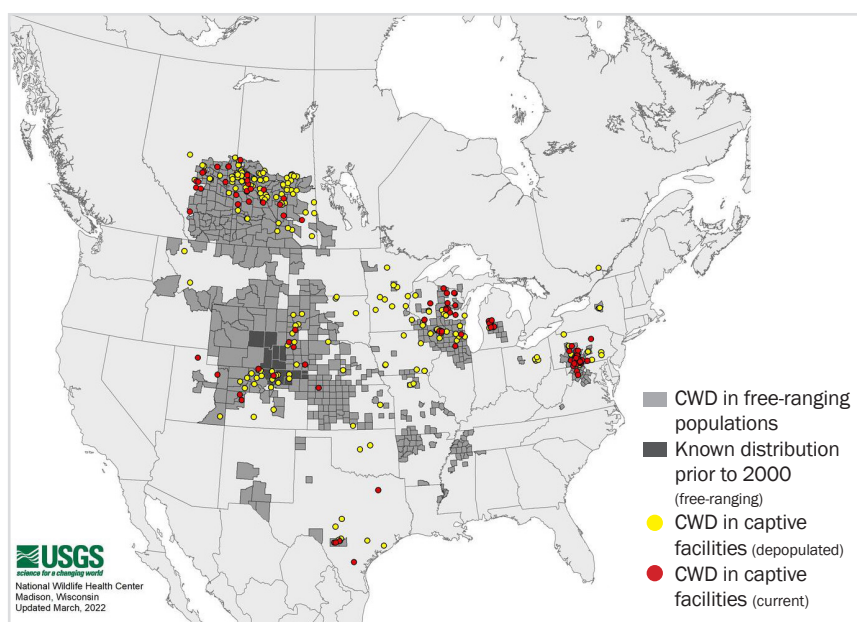 CWD in free-ranging
populations
Known distribution
prior to 2000
(free-ranging)
CWD in captive
facilities (depopulated)
CWD in captive
facilities (current)
USGS
science for a changing world
National Wildlife Health Center
Madison, Wisconsin
Updated March, 2022